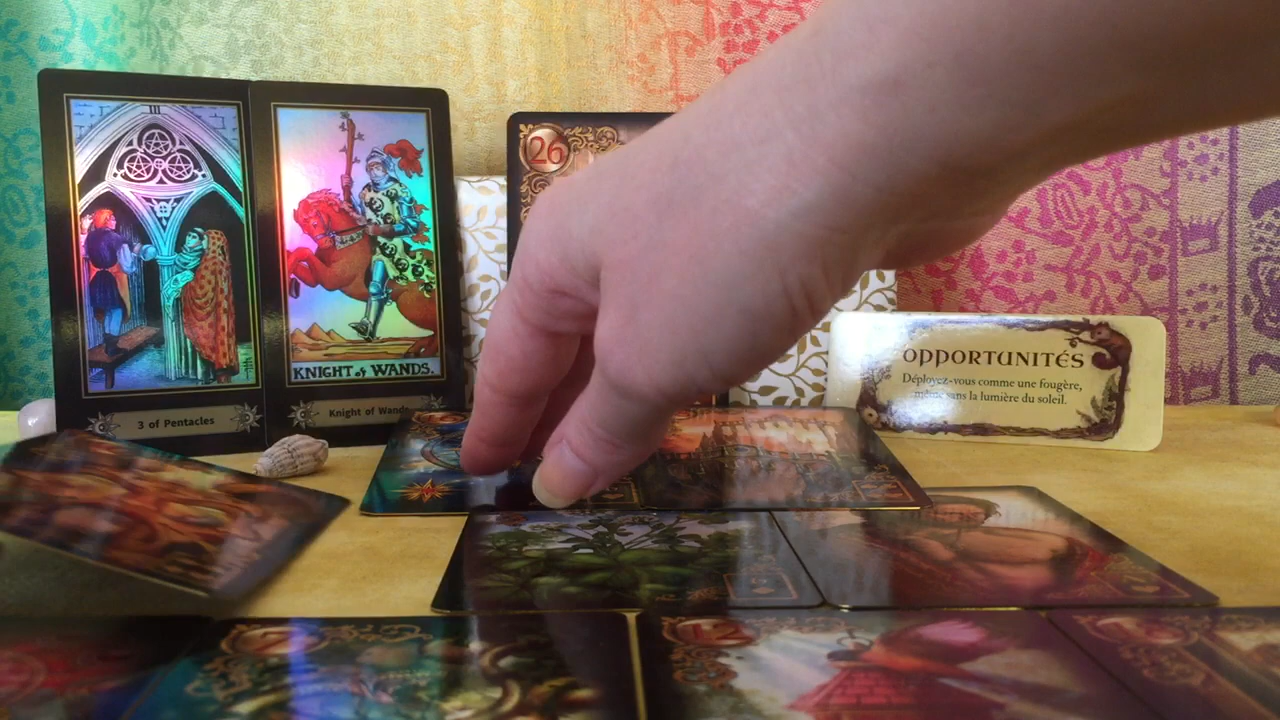 III
3 of Pentacles
KNIGHT of WANDS.
Knight of Wands
26
OPPORTUNITÉS
Déployez-vous comme une fougère,
même sans la lumière du soleil.